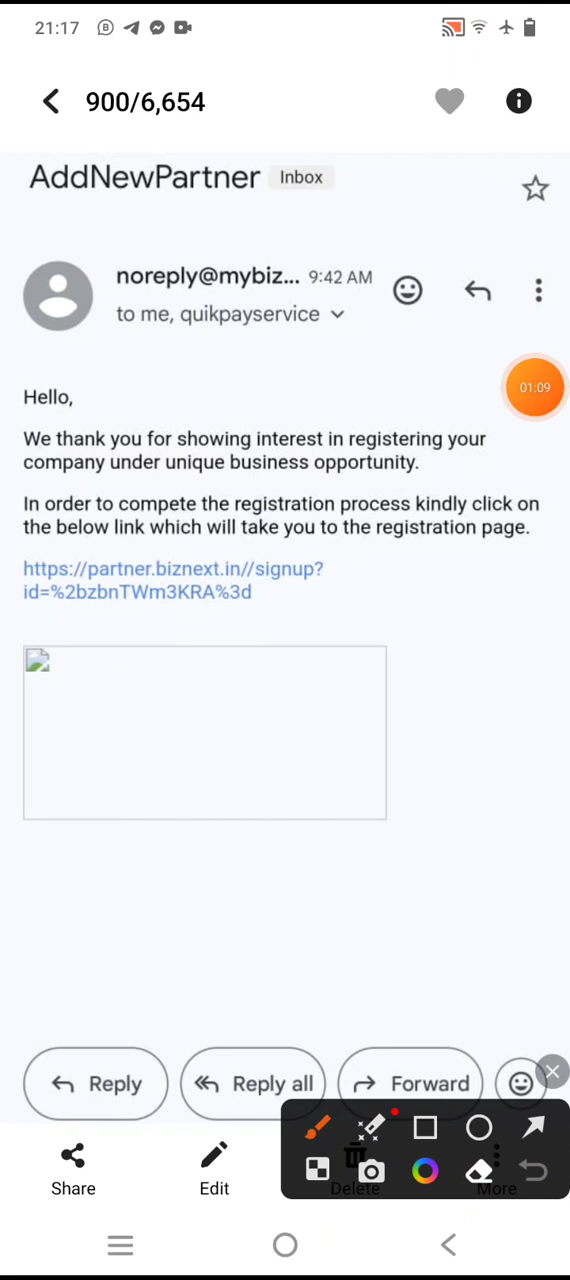 21:17
900/6,654
AddNewPartner Inbox
noreply@mybiz... 9:42 AM
to me, quikpayservice
01:09
Hello,
We thank you for showing interest in registering your
company under unique business opportunity.
In order to compete the registration process kindly click on
the below link which will take you to the registration page.
https://partner.biznext.in//signup?
id=%2bzbnTWm3KRA%3d
Reply Reply all Forward
Share Edit Delete More